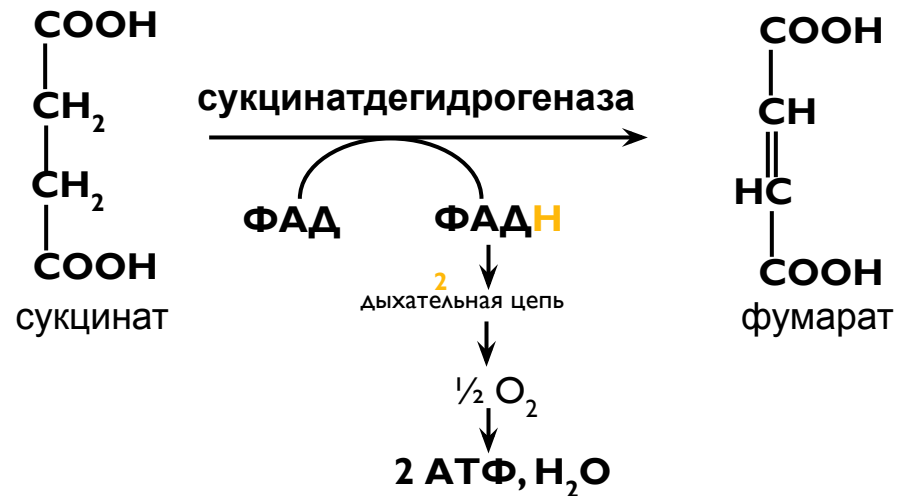 COOH
CH₂
CH₂
COOH
сукцинат
сукцинатдегидрогеназа
ФАД
ФАДН
2
дыхательная цепь
½ O₂
2 АТФ, H₂O
COOH
CH
HC
COOH
фумарат